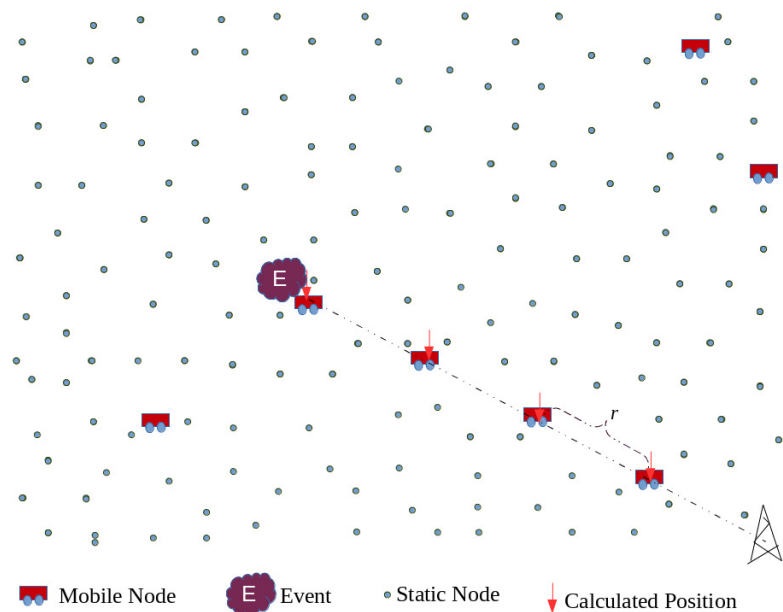 E
r
Mobile Node
E
Event
Static Node
Calculated Position